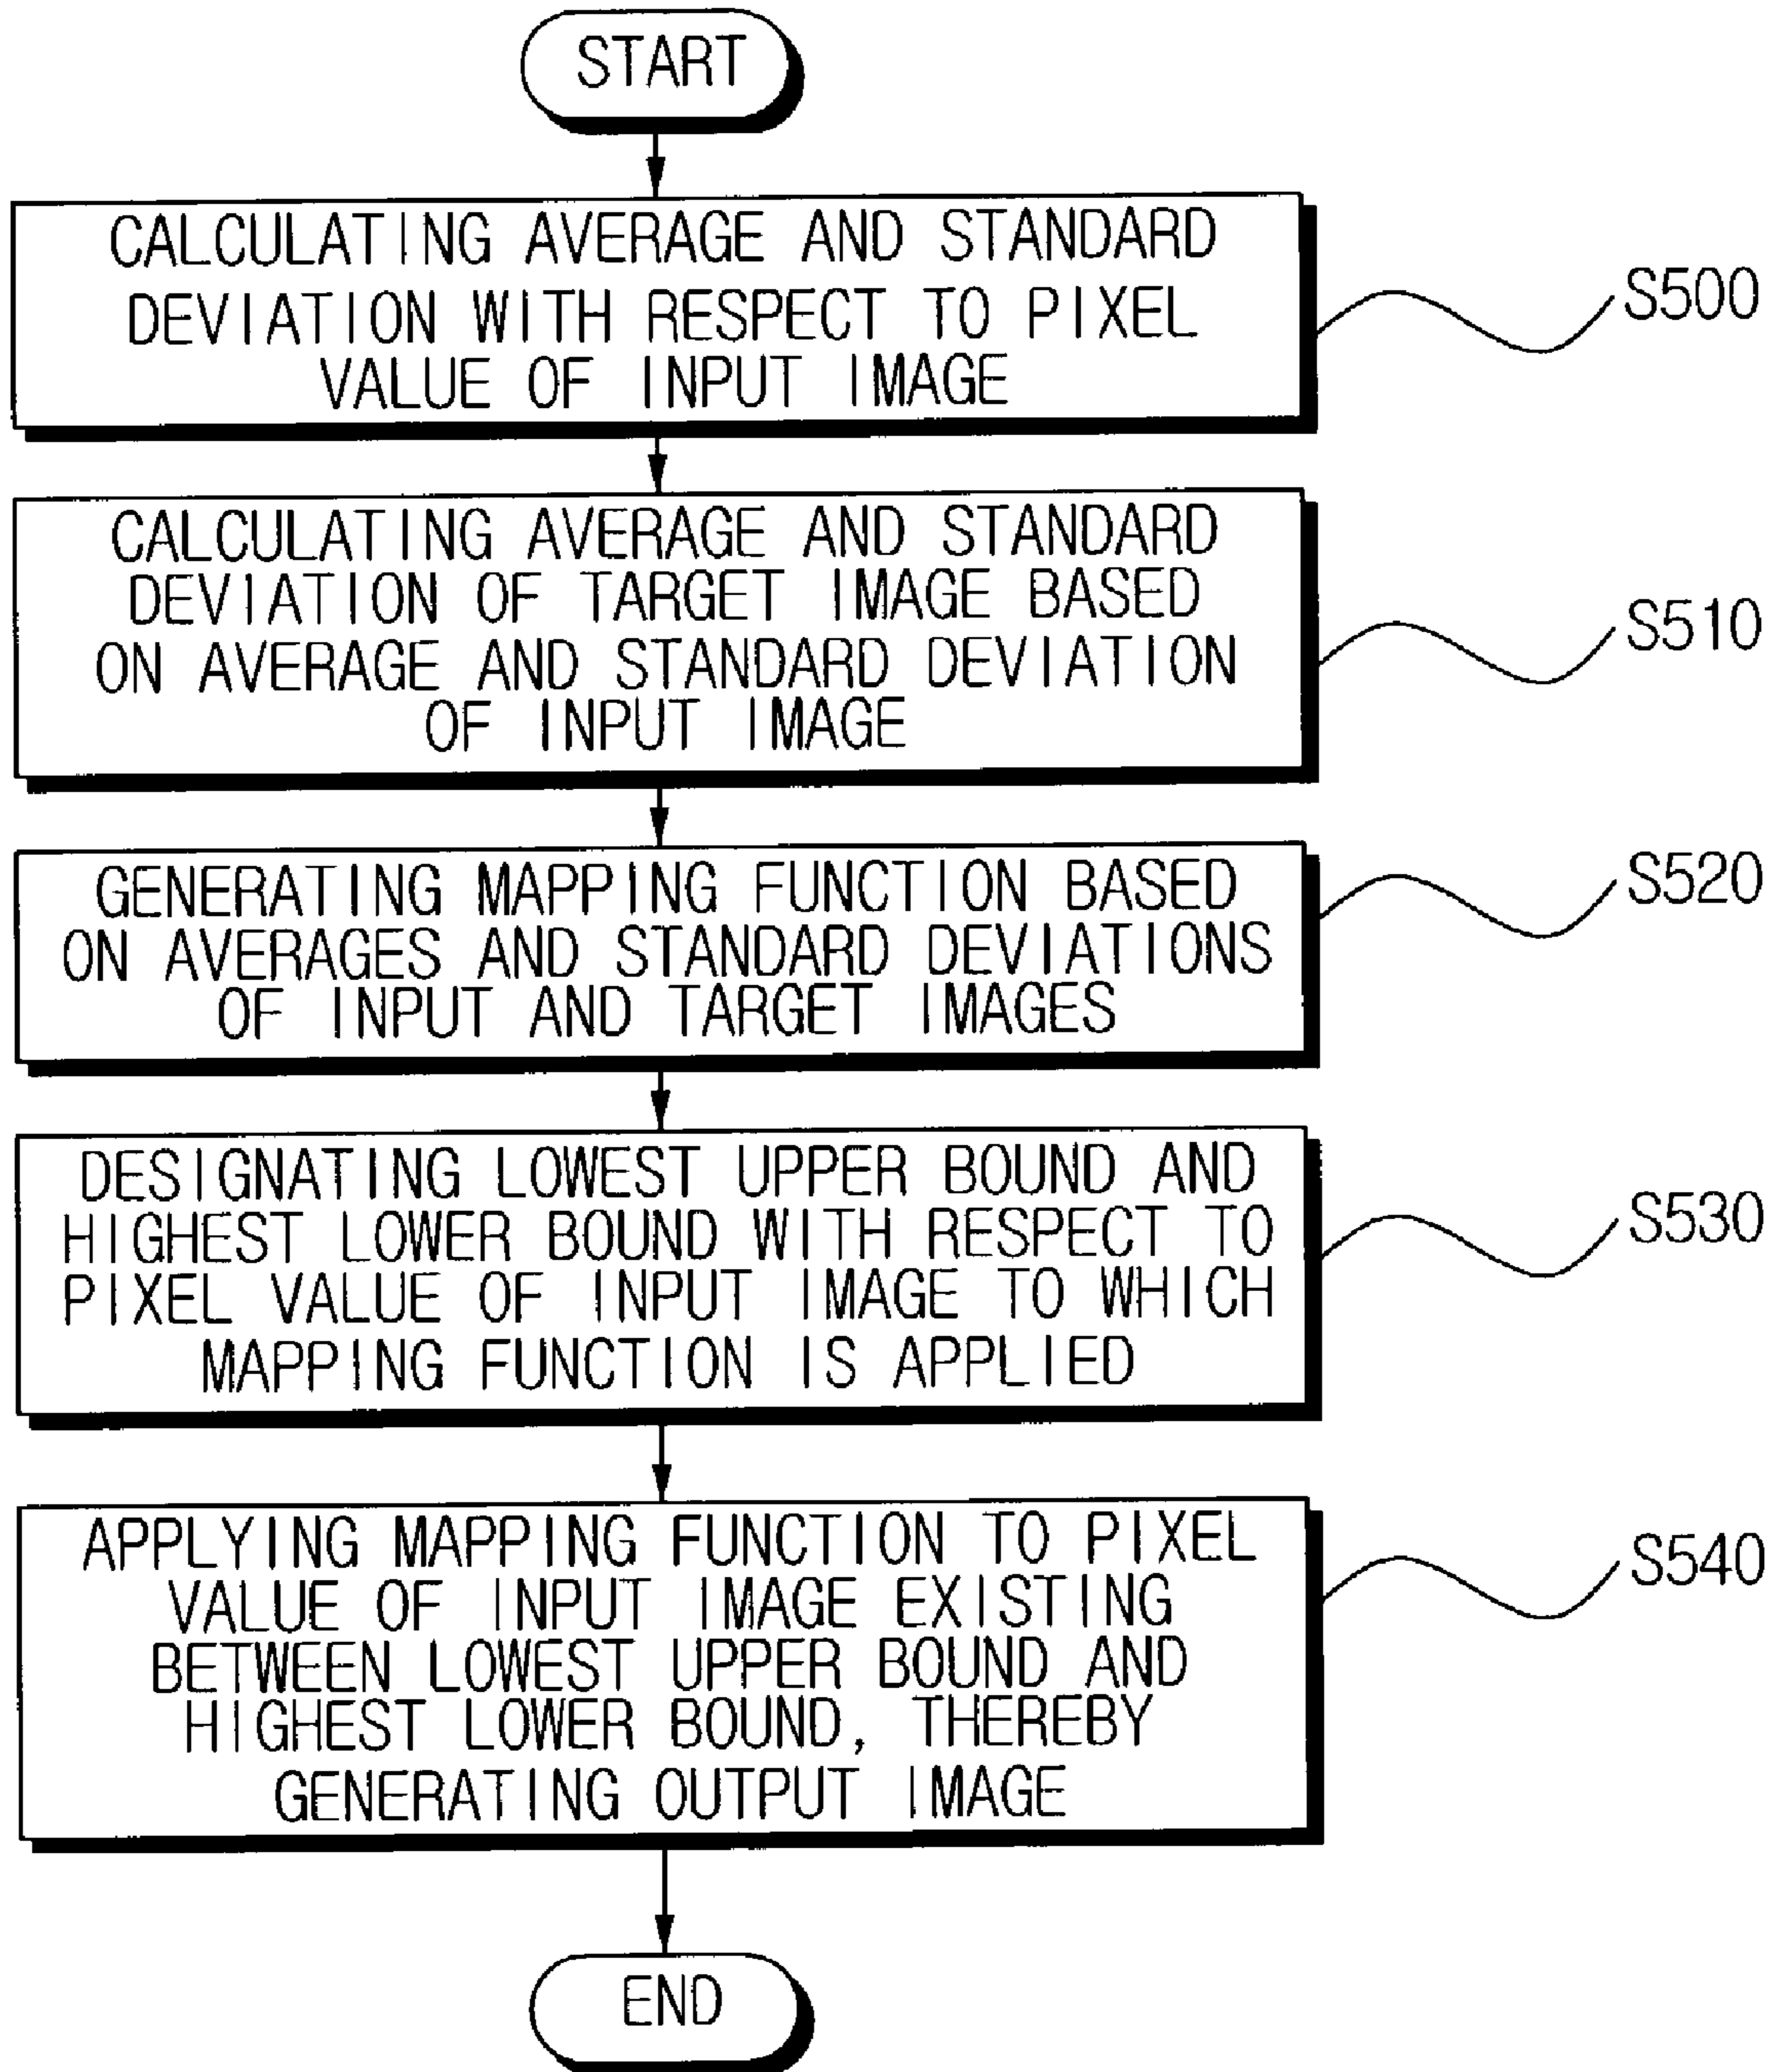 START
CALCULATING AVERAGE AND STANDARD
DEVIATION WITH RESPECT TO PIXEL
VALUE OF INPUT IMAGE
S500
CALCULATING AVERAGE AND STANDARD
DEVIATION OF TARGET IMAGE BASED
ON AVERAGE AND STANDARD DEVIATION
OF INPUT IMAGE
S510
GENERATING MAPPING FUNCTION BASED
ON AVERAGES AND STANDARD DEVIATIONS
OF INPUT AND TARGET IMAGES
S520
DESIGNATING LOWEST UPPER BOUND AND
HIGHEST LOWER BOUND WITH RESPECT TO
PIXEL VALUE OF INPUT IMAGE TO WHICH
MAPPING FUNCTION IS APPLIED
S530
APPLYING MAPPING FUNCTION TO PIXEL
VALUE OF INPUT IMAGE EXISTING
BETWEEN LOWEST UPPER BOUND AND
HIGHEST LOWER BOUND, THEREBY
GENERATING OUTPUT IMAGE
S540
END